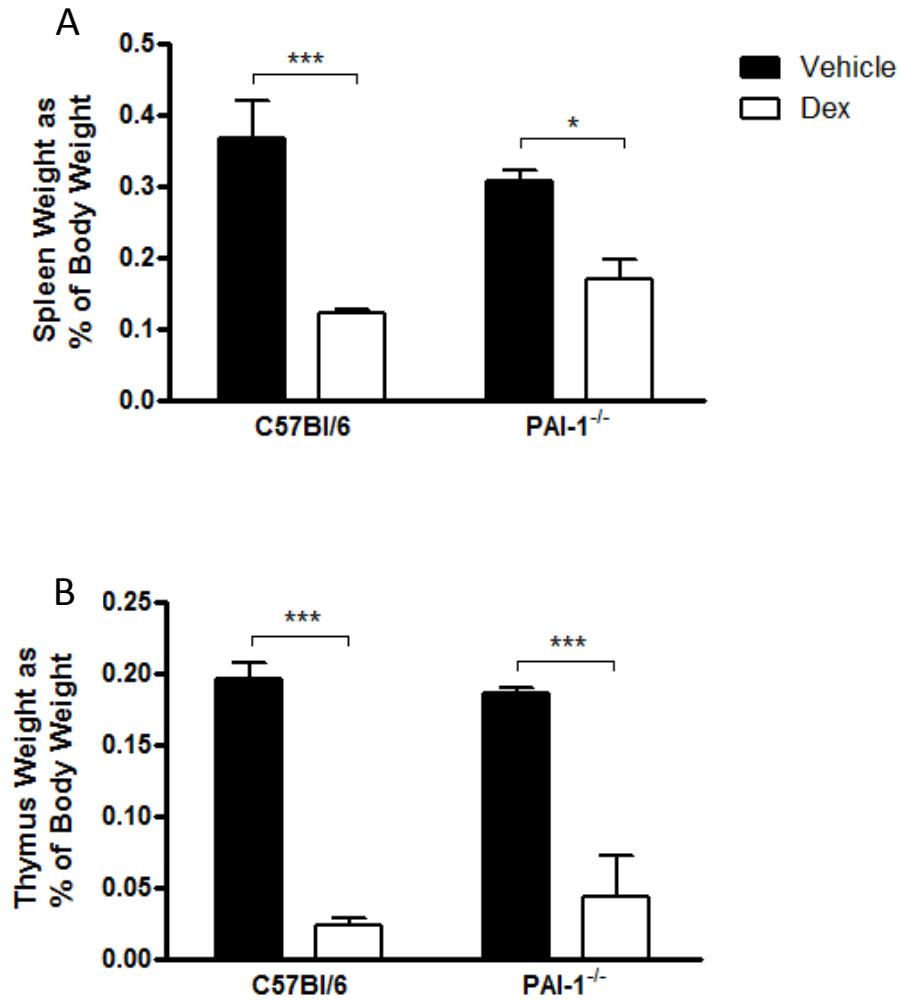 A
0.5
0.4
0.3
0.2
0.1
0.0
Spleen Weight as
% of Body Weight
***
*
Vehicle
Dex
C57Bl/6
PAI-1-/-
B
0.25
0.20
0.15
0.10
0.05
0.00
Thymus Weight as
% of Body Weight
***
***
C57Bl/6
PAI-1-/-